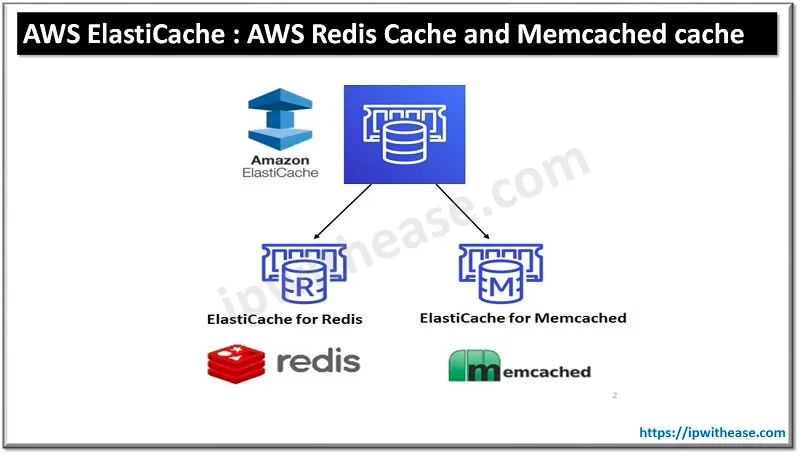 AWS ElastiCache : AWS Redis Cache and Memcached cache
Amazon
ElastiCache
ipwithease.com
R
M
ElastiCache for Redis
ElastiCache for Memcached
redis
memcached
2
https://ipwithease.com